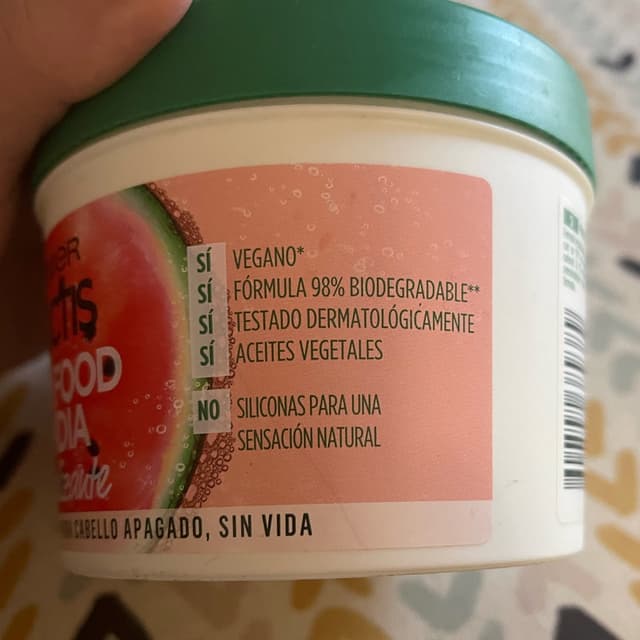 SÍ VEGANO*
SÍ FÓRMULA 98% BIODEGRADABLE**
SÍ TESTADO DERMATOLÓGICAMENTE
SÍ ACEITES VEGETALES
NO SILICONAS PARA UNA
SENSACIÓN NATURAL
FOOD
CABELLO APAGADO, SIN VIDA